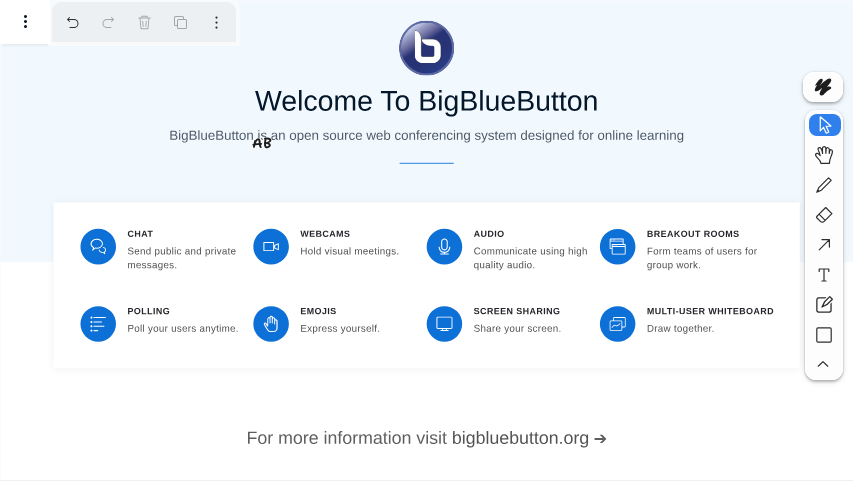 Welcome To BigBlueButton
BigBlueButton is an open source web conferencing system designed for online learning
AB
CHAT
Send public and private
messages.
WEBCAMS
Hold visual meetings.
AUDIO
Communicate using high
quality audio.
BREAKOUT ROOMS
Form teams of users for
group work.
POLLING
Poll your users anytime.
EMOJIS
Express yourself.
SCREEN SHARING
Share your screen.
MULTI-USER WHITEBOARD
Draw together.
For more information visit bigbluebutton.org →